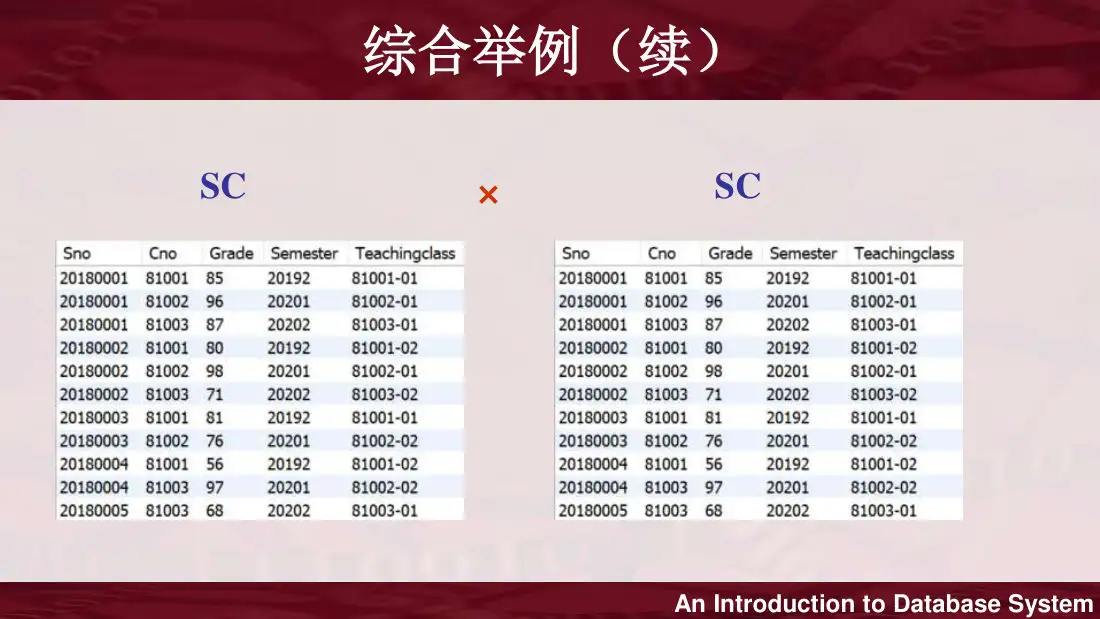 综合举例（续）
SC × SC
Sno Cno Grade Semester Teachingclass
20180001 81001 85 20192 81001-01
20180001 81002 96 20201 81002-01
20180001 81003 87 20202 81003-01
20180002 81001 80 20192 81001-02
20180002 81002 98 20201 81002-01
20180002 81003 71 20202 81003-02
20180003 81001 81 20192 81001-01
20180003 81002 76 20201 81002-02
20180004 81001 56 20192 81001-02
20180004 81003 97 20201 81002-02
20180005 81003 68 20202 81003-01
Sno Cno Grade Semester Teachingclass
20180001 81001 85 20192 81001-01
20180001 81002 96 20201 81002-01
20180001 81003 87 20202 81003-01
20180002 81001 80 20192 81001-02
20180002 81002 98 20201 81002-01
20180002 81003 71 20202 81003-02
20180003 81001 81 20192 81001-01
20180003 81002 76 20201 81002-02
20180004 81001 56 20192 81001-02
20180004 81003 97 20201 81002-02
20180005 81003 68 20202 81003-01
An Introduction to Database System